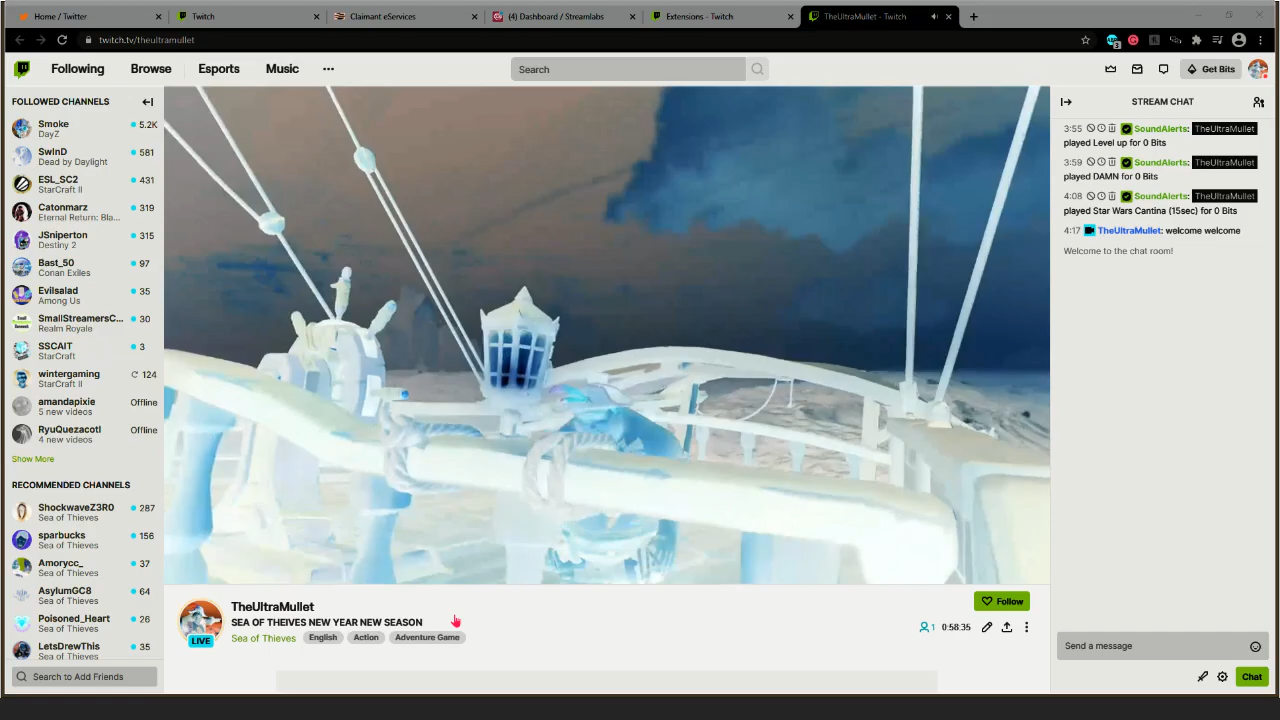 Home / Twitter
Twitch
Claimant eServices
(4) Dashboard / Streamlabs
Extensions - Twitch
TheUltraMullet - Twitch
twitch.tv/theultramullet
Following
Browse
Esports
Music
Search
Get Bits
FOLLOWED CHANNELS
Smoke
5.2K
DayZ
SwinD
581
Dead by Daylight
ESL_SC2
431
StarCraft II
Catonmarz
319
Eternal Return: Bla...
JSniperton
315
Destiny 2
Bast_50
97
Conan Exiles
Evilsalad
35
Among Us
SmallStreamersC...
30
Realm Royale
SSCAIT
3
StarCraft
wintergaming
124
StarCraft II
amandapixie
Offline
5 new videos
RyuQuezacotl
Offline
4 new videos
Show More
RECOMMENDED CHANNELS
ShockwaveZ3R0
287
Sea of Thieves
sparbucks
156
Sea of Thieves
Amorycc_
37
Sea of Thieves
AsylumGC8
64
Sea of Thieves
Poisoned_Heart
26
Sea of Thieves
LetsDrewThis
35
Sea of Thieves
Search to Add Friends
TheUltraMullet
SEA OF THEIVES NEW YEAR NEW SEASON
Sea of Thieves
English
Action
Adventure Game
LIVE
Follow
1
0:58:35
STREAM CHAT
3:55 SoundAlerts: TheUltraMullet
played Level up for 0 Bits
3:59 SoundAlerts: TheUltraMullet
played DAMN for 0 Bits
4:08 SoundAlerts: TheUltraMullet
played Star Wars Cantina (15sec) for 0 Bits
4:17 TheUltraMullet: welcome welcome
Welcome to the chat room!
Send a message
Chat